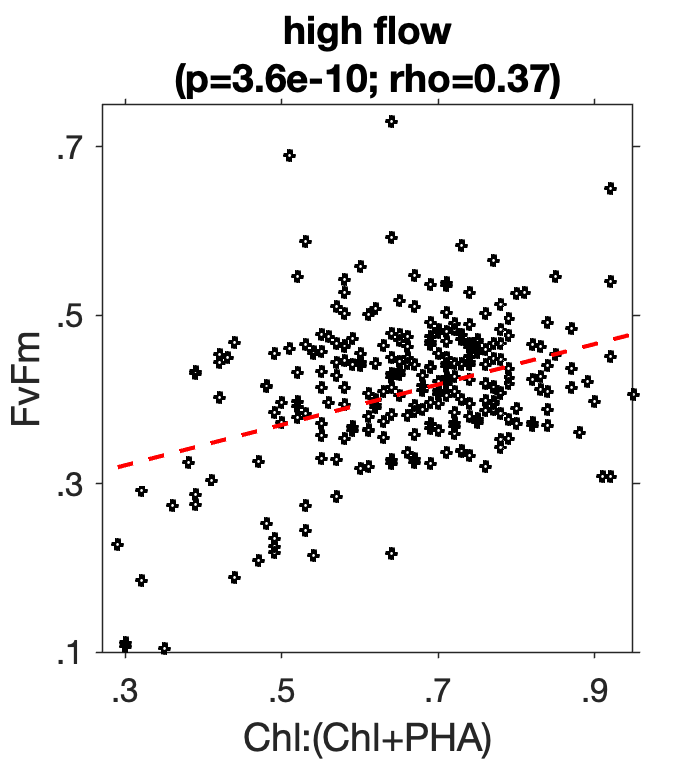 high flow
(p=3.6e-10; rho=0.37)
.7
.5
.3
.1
FvFm
.3 .5 .7 .9
Chl:(Chl+PHA)